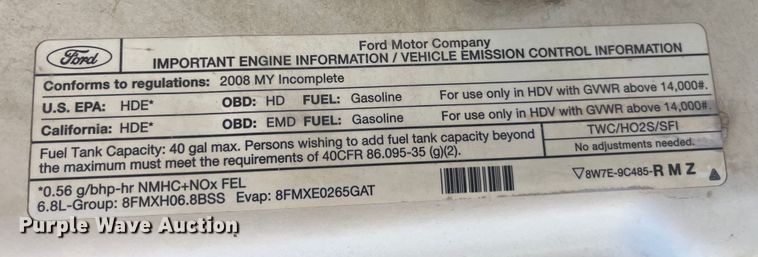 Ford
Ford Motor Company
IMPORTANT ENGINE INFORMATION / VEHICLE EMISSION CONTROL INFORMATION
Conforms to regulations: 2008 MY Incomplete
U.S. EPA: HDE* OBD: HD FUEL: Gasoline For use only in HDV with GVWR above 14,000#.
California: HDE* OBD: EMD FUEL: Gasoline For use only in HDV with GVWR above 14,000#.
Fuel Tank Capacity: 40 gal max. Persons wishing to add fuel tank capacity beyond
the maximum must meet the requirements of 40CFR 86.095-35 (g)(2).
TWC/HO2S/SFI
No adjustments needed.
*0.56 g/bhp-hr NMHC+NOx FEL
6.8L-Group: 8FMXH06.8BSS Evap: 8FMXE0265GAT
▽8W7E-9C485-R M Z △
Purple Wave Auction